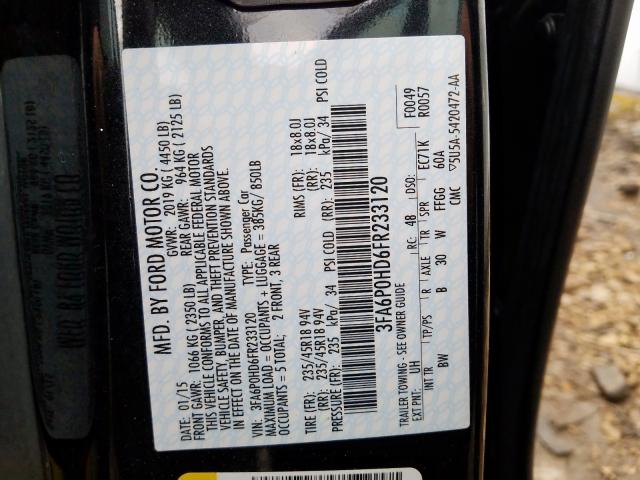 MFD. BY FORD MOTOR CO.
01/15 GVWR: 2019 KG ( 4450 LB)
FRONT GAWR: 1066 KG ( 2350 LB) REAR GAWR: 964 KG ( 2125 LB)
THIS VEHICLE CONFORMS TO ALL APPLICABLE FEDERAL MOTOR
VEHICLE SAFETY, BUMPER, AND THEFT PREVENTION STANDARDS
IN EFFECT ON THE DATE OF MANUFACTURE SHOWN ABOVE.
VIN: 3FA6P0HD6FR233120 TYPE: Passenger Car
MAXIMUM LOAD = OCCUPANTS + LUGGAGE = 385KG/ 850LB
OCCUPANTS = 5 TOTAL; 2 FRONT, 3 REAR
TIRE (FR): 235/45R18 94V RIMS (FR): 18x8.0J
(RR): 235/45R18 94V (RR): 18x8.0J
PRESSURE (FR): 235 kPa/ 34 PSI COLD (RR): 235 kPa/ 34 PSI COLD
3FA6P0HD6FR233120
TRAILER TOWING - SEE OWNER GUIDE F0049
R0057
EXT PNT: UH RC: 48 DSO: EC71K
INT TR TP/PS R AXLE TR SPR
BW B 30 W FFGG 60A
CMC 5U5A-5420472-AA